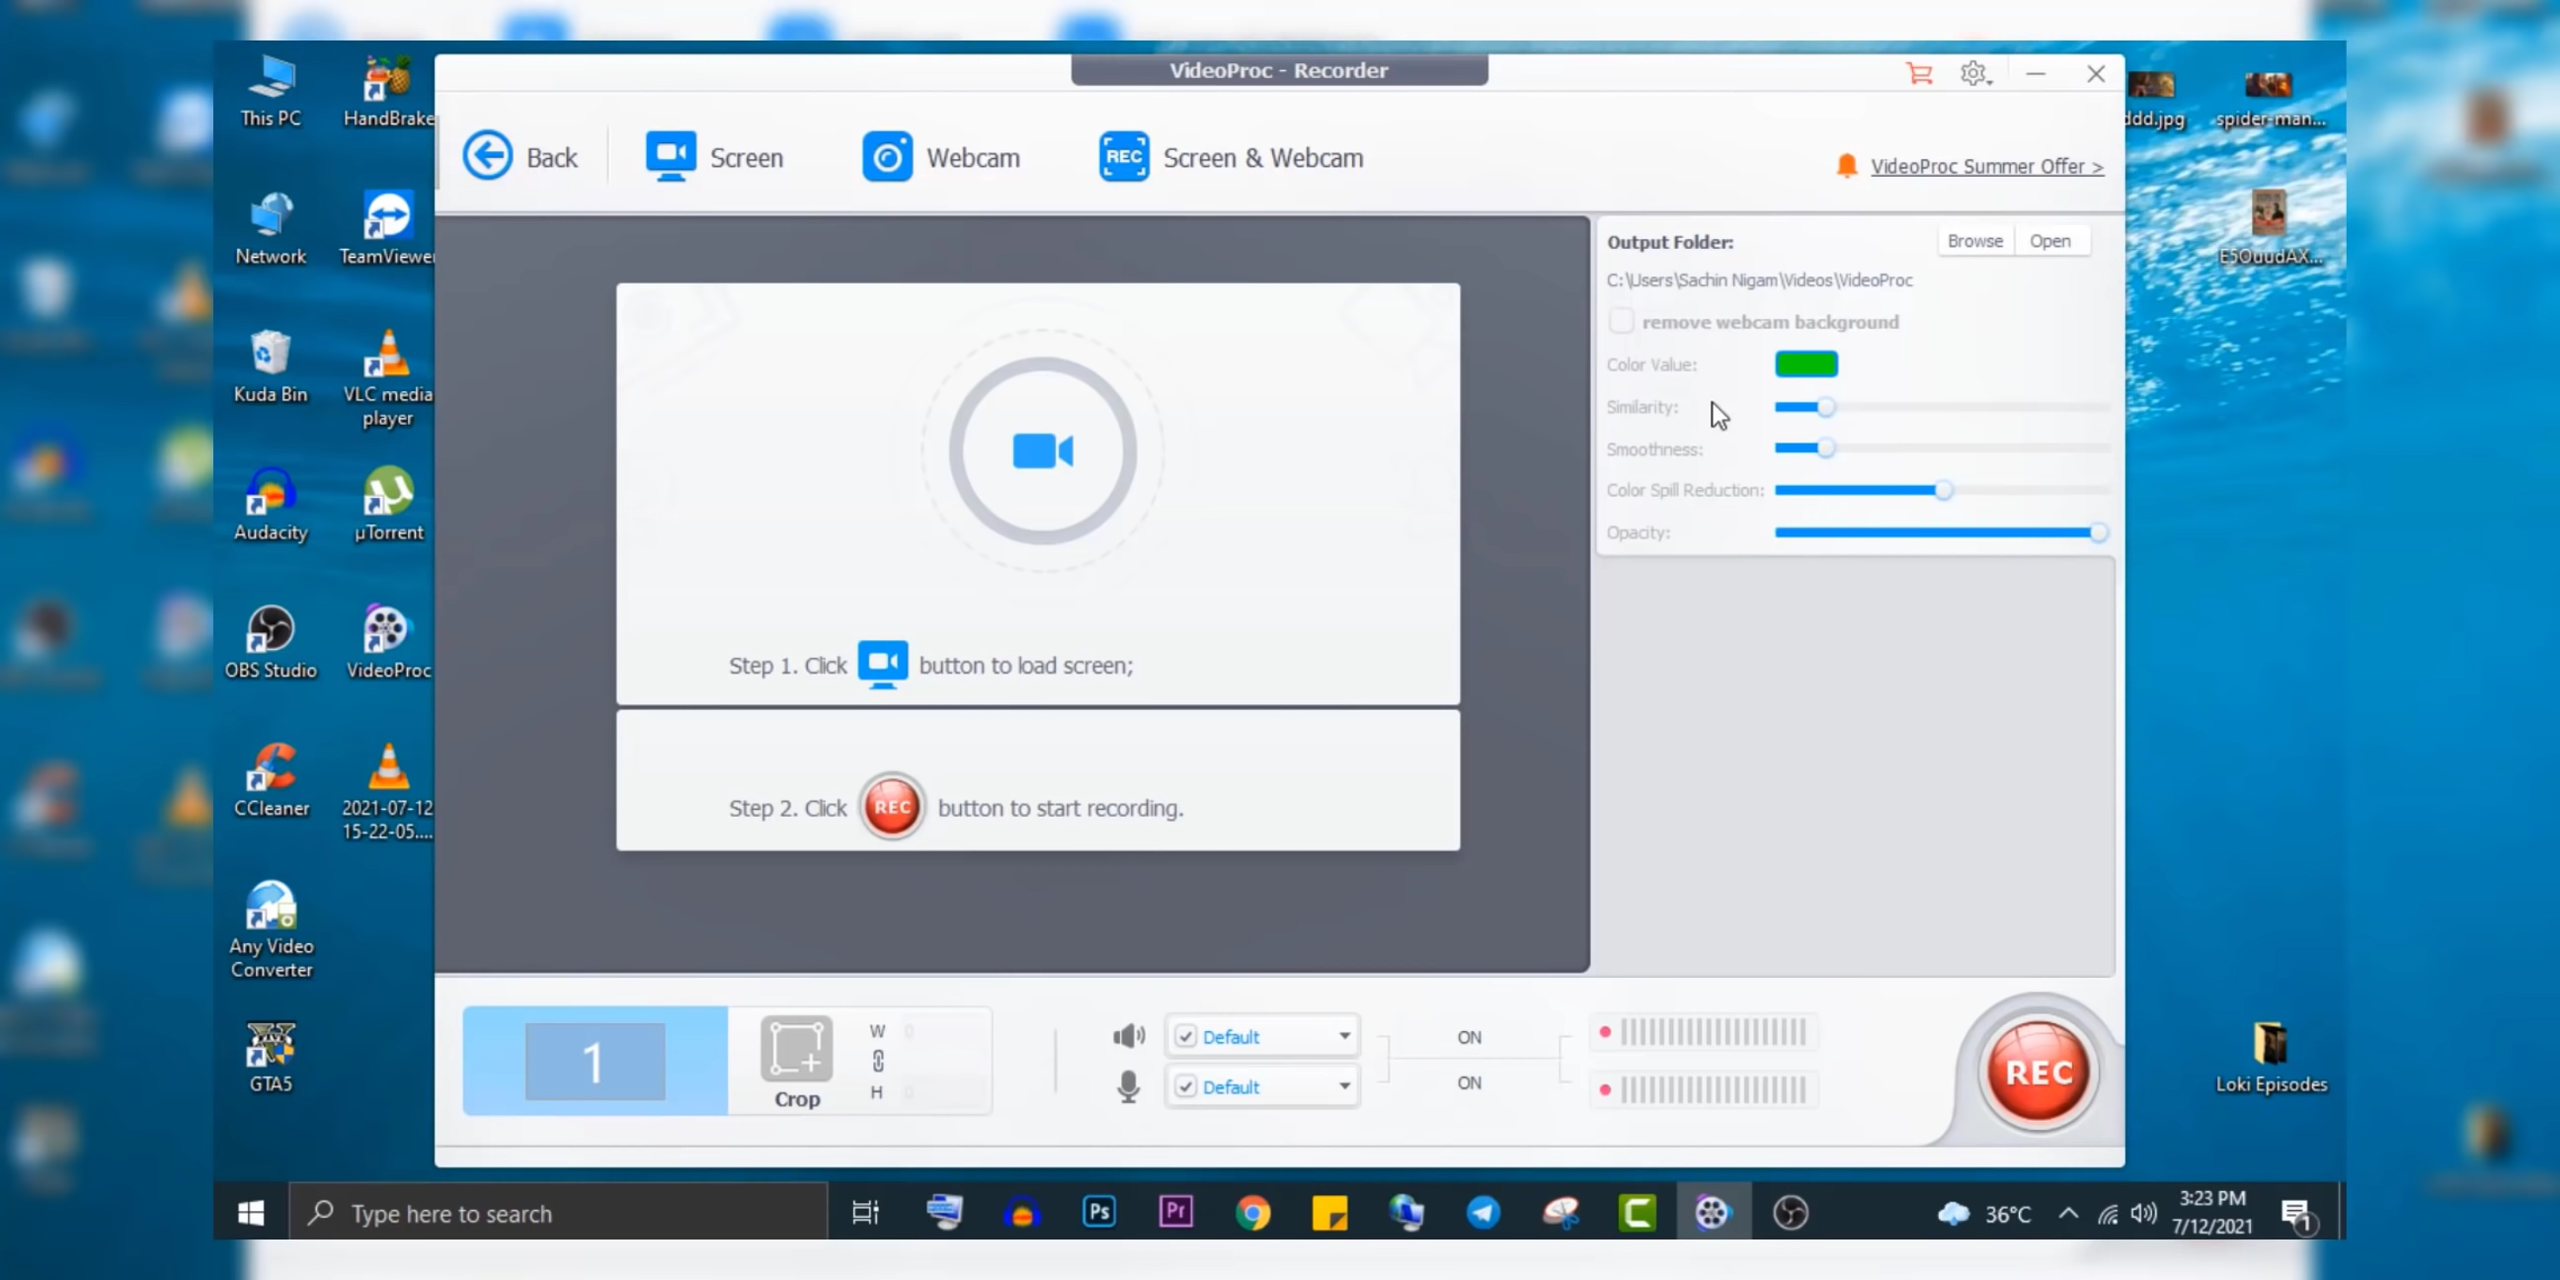 VideoProc - Recorder
Back
Screen
Webcam
REC
Screen & Webcam
VideoProc Summer Offer >
This PC
HandBrake
Network
TeamViewer
Kuda Bin
VLC media
player
Audacity
µTorrent
OBS Studio
VideoProc
CCleaner
2021-07-12
15-22-05....
Any Video
Converter
GTA5
Output Folder:
Browse
Open
C:\Users\Sachin Nigam\Videos\VideoProc
remove webcam background
Color Value:
Similarity:
Smoothness:
Color Spill Reduction:
Opacity:
Step 1. Click button to load screen;
Step 2. Click REC button to start recording.
1
Crop
W 0
H 0
Default
ON
Default
ON
REC
ddd.jpg
spider-man...
E5OuudAX...
Loki Episodes
Type here to search
Ps
Pr
36°C
3:23 PM
7/12/2021
1